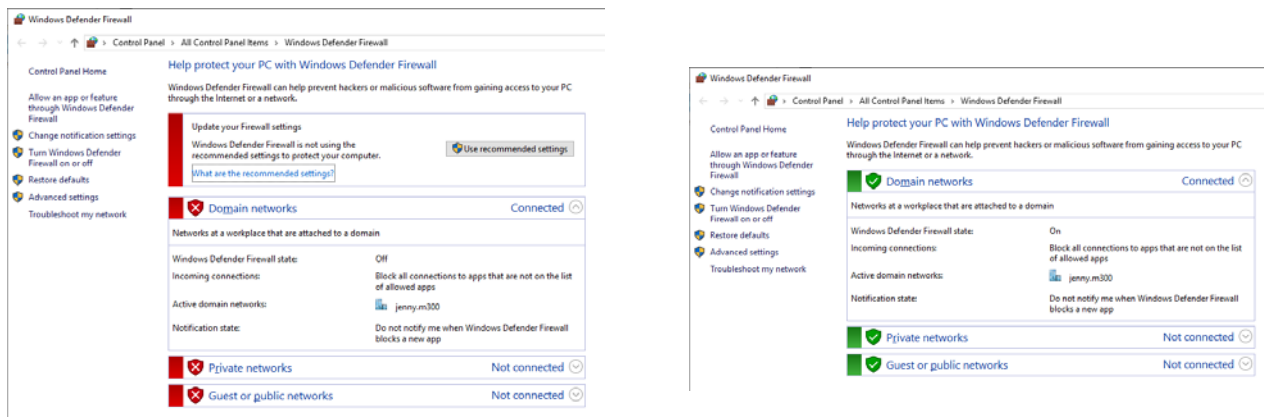 Windows Defender Firewall
Control Panel > All Control Panel Items > Windows Defender Firewall
Control Panel Home
Allow an app or feature
through Windows Defender
Firewall
Change notification settings
Turn Windows Defender
Firewall on or off
Restore defaults
Advanced settings
Troubleshoot my network
Help protect your PC with Windows Defender Firewall
Windows Defender Firewall can help prevent hackers or malicious software from gaining access to your PC
through the Internet or a network.
Update your Firewall settings
Windows Defender Firewall is not using the
recommended settings to protect your computer.
What are the recommended settings?
Use recommended settings
Domain networks Connected
Networks at a workplace that are attached to a domain
Windows Defender Firewall state: Off
Incoming connections: Block all connections to apps that are not on the list
of allowed apps
Active domain networks: jenny.m300
Notification state: Do not notify me when Windows Defender Firewall
blocks a new app
Private networks Not connected
Guest or public networks Not connected
Windows Defender Firewall
Control Panel > All Control Panel Items > Windows Defender Firewall
Control Panel Home
Allow an app or feature
through Windows Defender
Firewall
Change notification settings
Turn Windows Defender
Firewall on or off
Restore defaults
Advanced settings
Troubleshoot my network
Help protect your PC with Windows Defender Firewall
Windows Defender Firewall can help prevent hackers or malicious software from gaining access to your PC
through the Internet or a network.
Domain networks Connected
Networks at a workplace that are attached to a domain
Windows Defender Firewall state: On
Incoming connections: Block all connections to apps that are not on the list
of allowed apps
Active domain networks: jenny.m300
Notification state: Do not notify me when Windows Defender Firewall
blocks a new app
Private networks Not connected
Guest or public networks Not connected